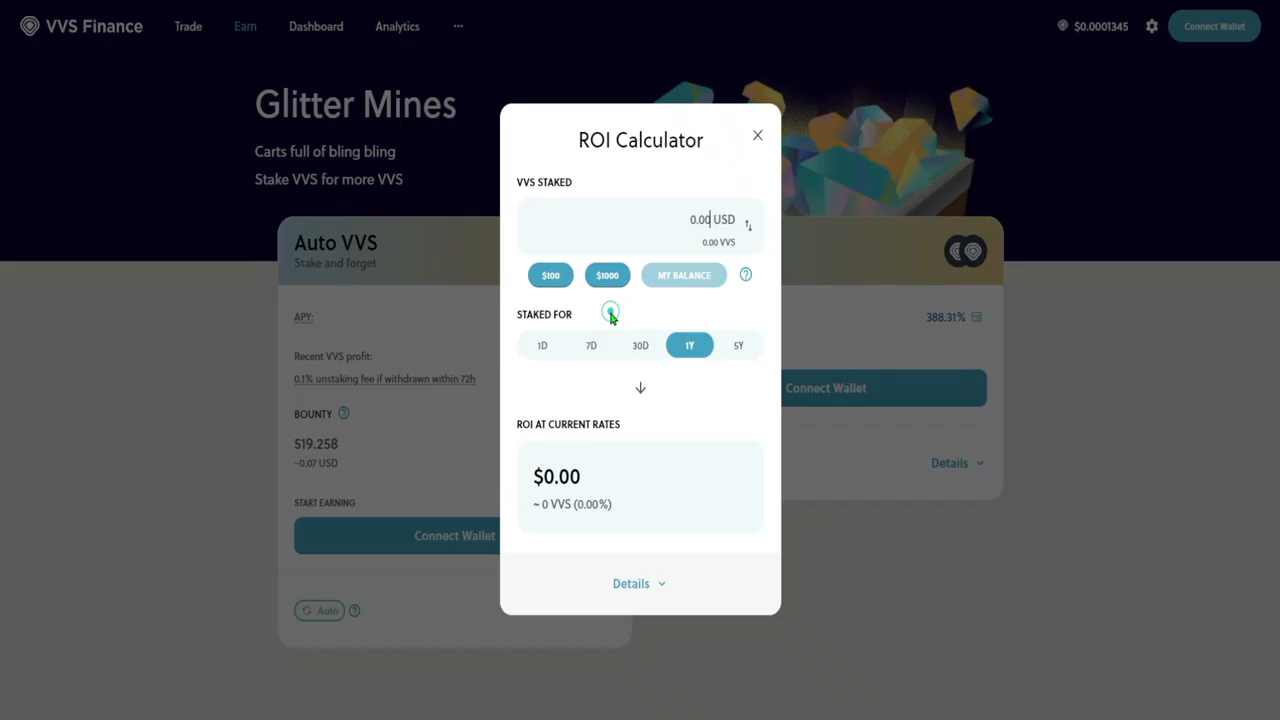 VVS Finance
Trade
Earn
Dashboard
Analytics
$0.0001345
Connect Wallet
Glitter Mines
Carts full of bling bling
Stake VVS for more VVS
Auto VVS
Stake and forget
APY:
Recent VVS profit:
0.1% unstaking fee if withdrawn within 72h
BOUNTY
519.258
~0.07 USD
START EARNING
Connect Wallet
Auto
388.31%
Connect Wallet
Details
ROI Calculator
VVS STAKED
0.00 USD
0.00 VVS
$100
$1000
MY BALANCE
STAKED FOR
1D
7D
30D
1Y
5Y
ROI AT CURRENT RATES
$0.00
~ 0 VVS (0.00%)
Details